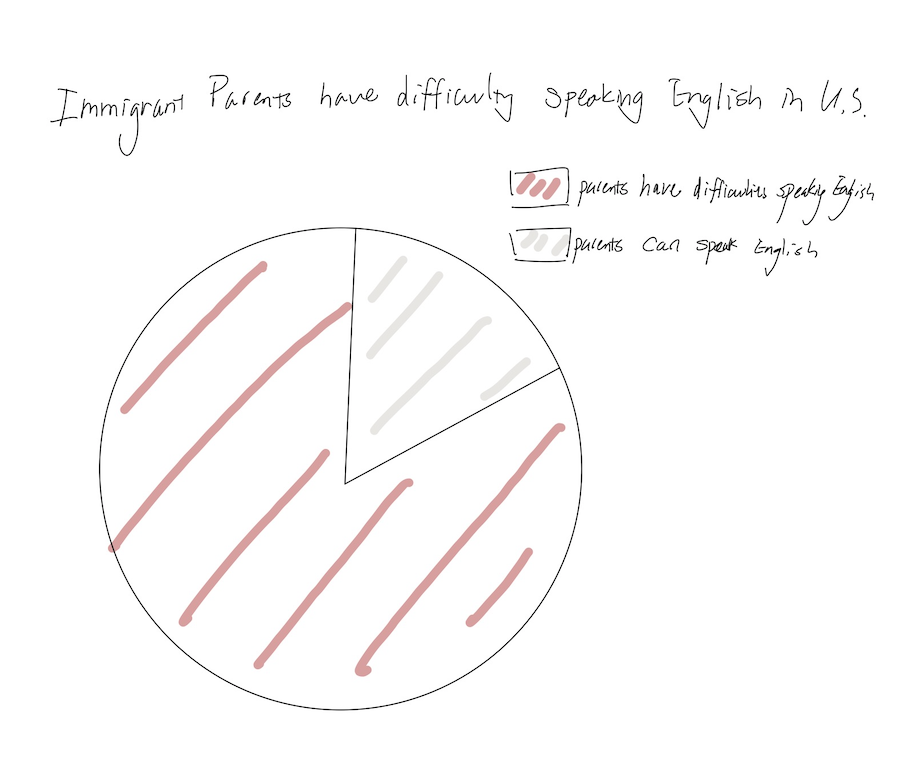 Immigrant Parents have difficulty speaking English in U.S.
parents have difficulties speaking English
parents can speak English